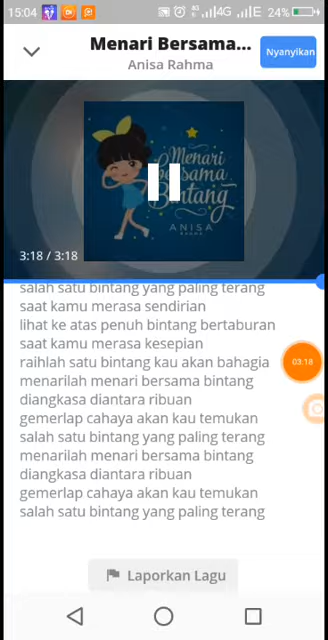 15:04 4G E 24%
Menari Bersama...
Anisa Rahma
Nyanyikan
Menari
bersama
Bintang
ANISA
RAHMA
3:18 / 3:18
salah satu bintang yang paling terang
saat kamu merasa sendirian
lihat ke atas penuh bintang bertaburan
saat kamu merasa kesepian
raihlah satu bintang kau akan bahagia
03:18
menarilah menari bersama bintang
diangkasa diantara ribuan
gemerlap cahaya akan kau temukan
salah satu bintang yang paling terang
menarilah menari bersama bintang
diangkasa diantara ribuan
gemerlap cahaya akan kau temukan
salah satu bintang yang paling terang
Laporkan Lagu